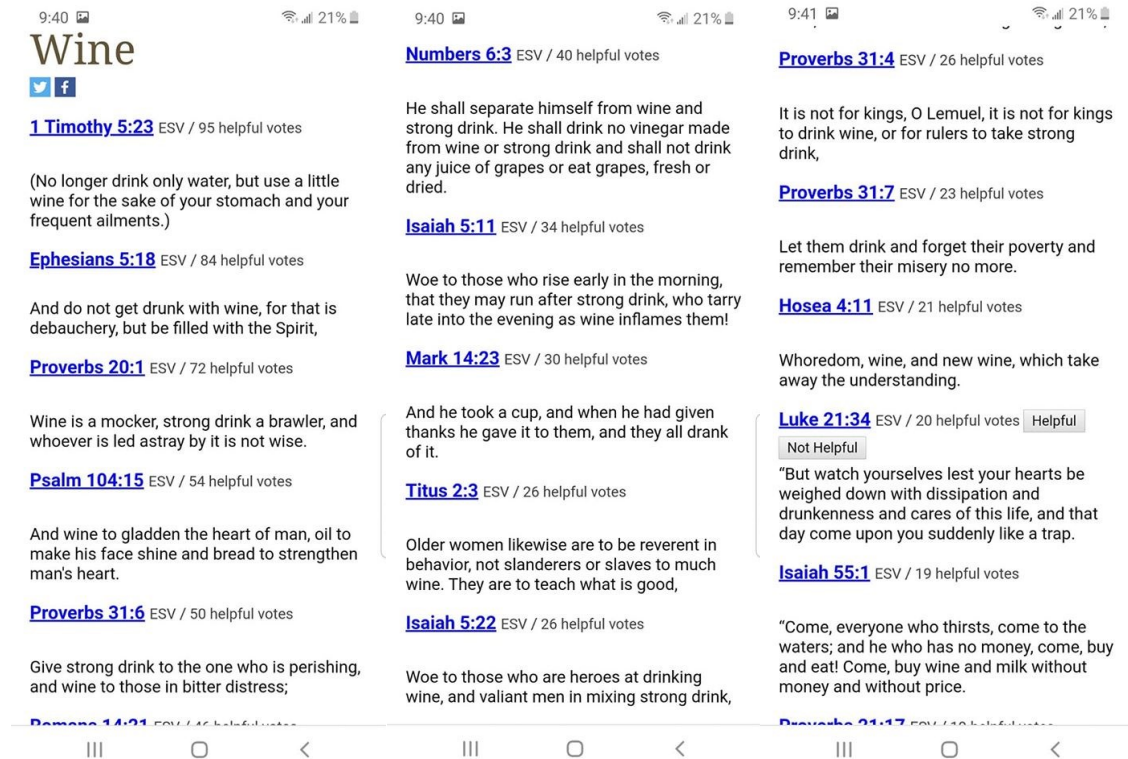 9:40 21%
Wine
1 Timothy 5:23 ESV / 95 helpful votes
(No longer drink only water, but use a little
wine for the sake of your stomach and your
frequent ailments.)
Ephesians 5:18 ESV / 84 helpful votes
And do not get drunk with wine, for that is
debauchery, but be filled with the Spirit,
Proverbs 20:1 ESV / 72 helpful votes
Wine is a mocker, strong drink a brawler, and
whoever is led astray by it is not wise.
Psalm 104:15 ESV / 54 helpful votes
And wine to gladden the heart of man, oil to
make his face shine and bread to strengthen
man's heart.
Proverbs 31:6 ESV / 50 helpful votes
Give strong drink to the one who is perishing,
and wine to those in bitter distress;
Romans 14:21 ESV / 46 helpful votes
9:40 21%
Numbers 6:3 ESV / 40 helpful votes
He shall separate himself from wine and
strong drink. He shall drink no vinegar made
from wine or strong drink and shall not drink
any juice of grapes or eat grapes, fresh or
dried.
Isaiah 5:11 ESV / 34 helpful votes
Woe to those who rise early in the morning,
that they may run after strong drink, who tarry
late into the evening as wine inflames them!
Mark 14:23 ESV / 30 helpful votes
And he took a cup, and when he had given
thanks he gave it to them, and they all drank
of it.
Titus 2:3 ESV / 26 helpful votes
Older women likewise are to be reverent in
behavior, not slanderers or slaves to much
wine. They are to teach what is good,
Isaiah 5:22 ESV / 26 helpful votes
Woe to those who are heroes at drinking
wine, and valiant men in mixing strong drink,
9:41 21%
Proverbs 31:4 ESV / 26 helpful votes
It is not for kings, O Lemuel, it is not for kings
to drink wine, or for rulers to take strong
drink,
Proverbs 31:7 ESV / 23 helpful votes
Let them drink and forget their poverty and
remember their misery no more.
Hosea 4:11 ESV / 21 helpful votes
Whoredom, wine, and new wine, which take
away the understanding.
Luke 21:34 ESV / 20 helpful votes Helpful
Not Helpful
“But watch yourselves lest your hearts be
weighed down with dissipation and
drunkenness and cares of this life, and that
day come upon you suddenly like a trap.
Isaiah 55:1 ESV / 19 helpful votes
“Come, everyone who thirsts, come to the
waters; and he who has no money, come, buy
and eat! Come, buy wine and milk without
money and without price.
Proverbs 21:17 ESV / helpful votes